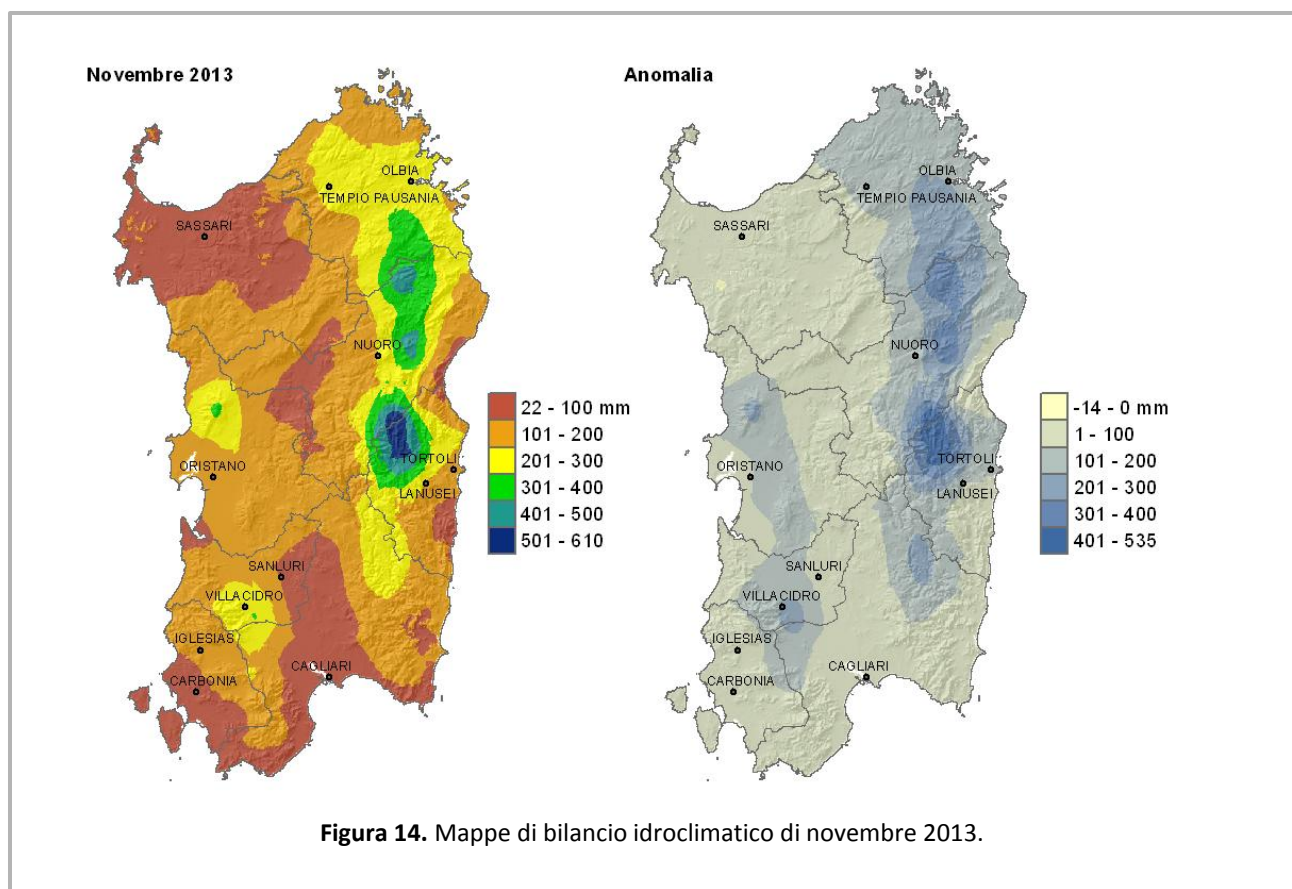 Novembre 2013
OLBIA
TEMPIO PAUSANIA
SASSARI
NUORO
ORISTANO
TORTOLI
LANUSEI
SANLURI
VILLACIDRO
IGLESIAS
CAGLIARI
CARBONIA
22 - 100 mm
101 - 200
201 - 300
301 - 400
401 - 500
501 - 610
Anomalia
OLBIA
TEMPIO PAUSANIA
SASSARI
NUORO
ORISTANO
TORTOLI
LANUSEI
SANLURI
VILLACIDRO
IGLESIAS
CAGLIARI
CARBONIA
-14 - 0 mm
1 - 100
101 - 200
201 - 300
301 - 400
401 - 535
Figura 14. Mappe di bilancio idroclimatico di novembre 2013.